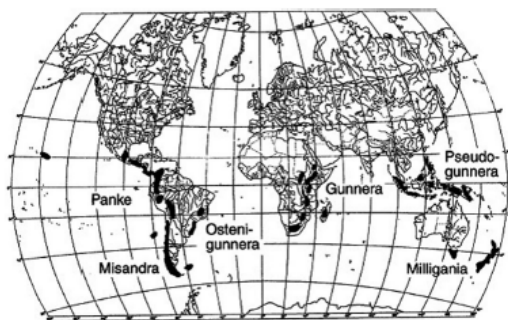 Pseudo-
gunnera
Panke
Gunnera
Osteni-
gunnera
Misandra
Milligania